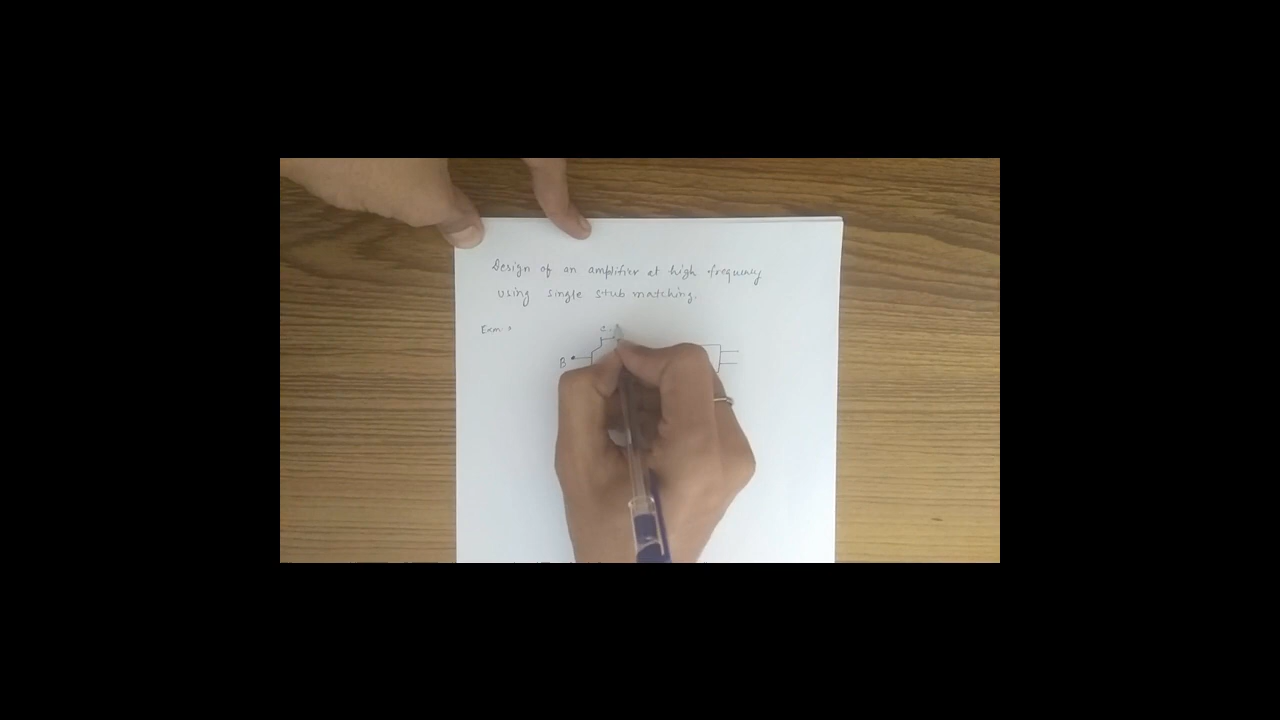 Design of an amplifier at high frequency
using single stub matching.
Exm:
C
B